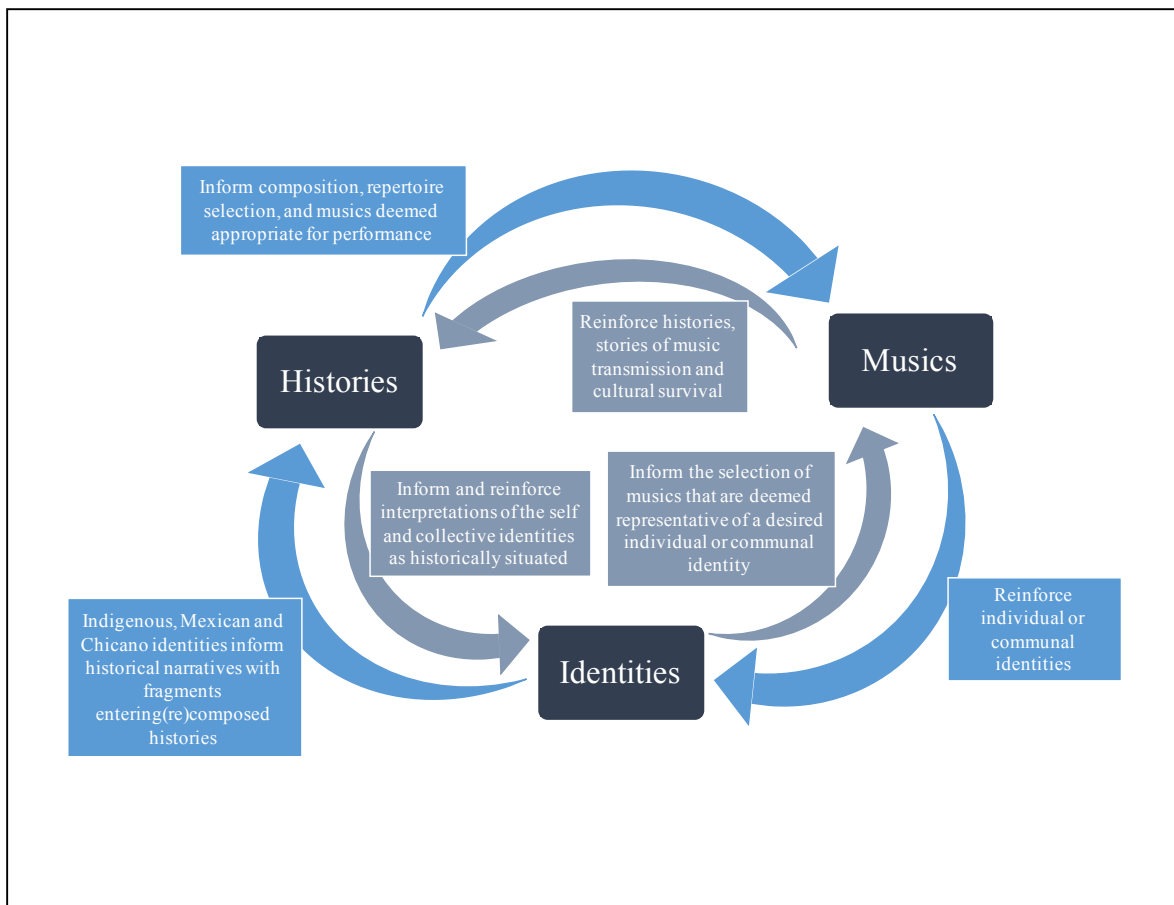 Inform composition, repertoire
selection, and musics deemed
appropriate for performance
Reinforce histories,
stories of music
transmission and
cultural survival
Histories
Musics
Inform and reinforce
interpretations of the self
and collective identities
as historically situated
Inform the selection of
musics that are deemed
representative of a desired
individual or communal
identity
Indigenous, Mexican and
Chicano identities inform
historical narratives with
fragments
entering(re)composed
histories
Identities
Reinforce
individual or
communal
identities